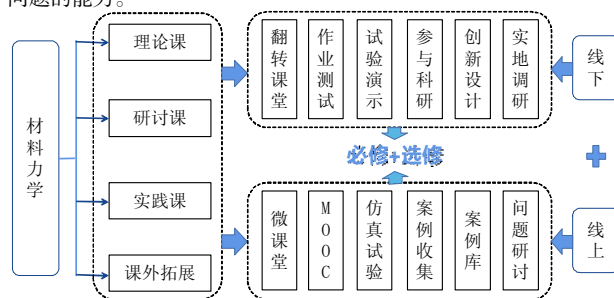 问题的能力。
材料力学
理论课
研讨课
实践课
课外拓展
翻转课堂
作业测试
试验演示
参与科研
创新设计
实地调研
线下
必修+选修
微课堂
MOOC
仿真试验
案例收集
案例库
问题研讨
线上